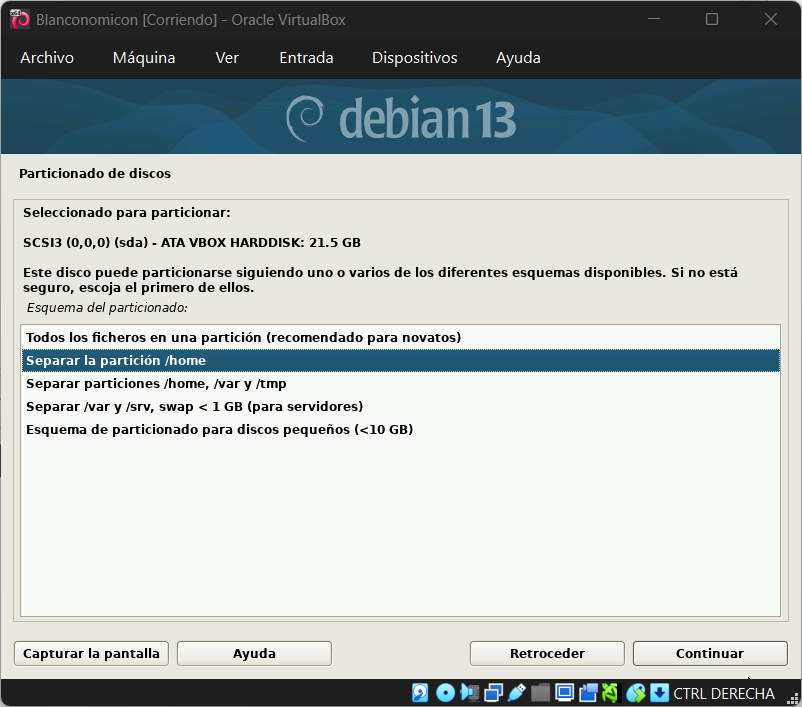 Blanconomicon [Corriendo] - Oracle VirtualBox
Archivo Máquina Ver Entrada Dispositivos Ayuda
debian 13
Particionado de discos
Seleccionado para particionar:
SCSI3 (0,0,0) (sda) - ATA VBOX HARDDISK: 21.5 GB
Este disco puede particionarse siguiendo uno o varios de los diferentes esquemas disponibles. Si no está
seguro, escoja el primero de ellos.
Esquema del particionado:
Todos los ficheros en una partición (recomendado para novatos)
Separar la partición /home
Separar particiones /home, /var y /tmp
Separar /var y /srv, swap < 1 GB (para servidores)
Esquema de particionado para discos pequeños (<10 GB)
Capturar la pantalla Ayuda Retroceder Continuar
CTRL DERECHA